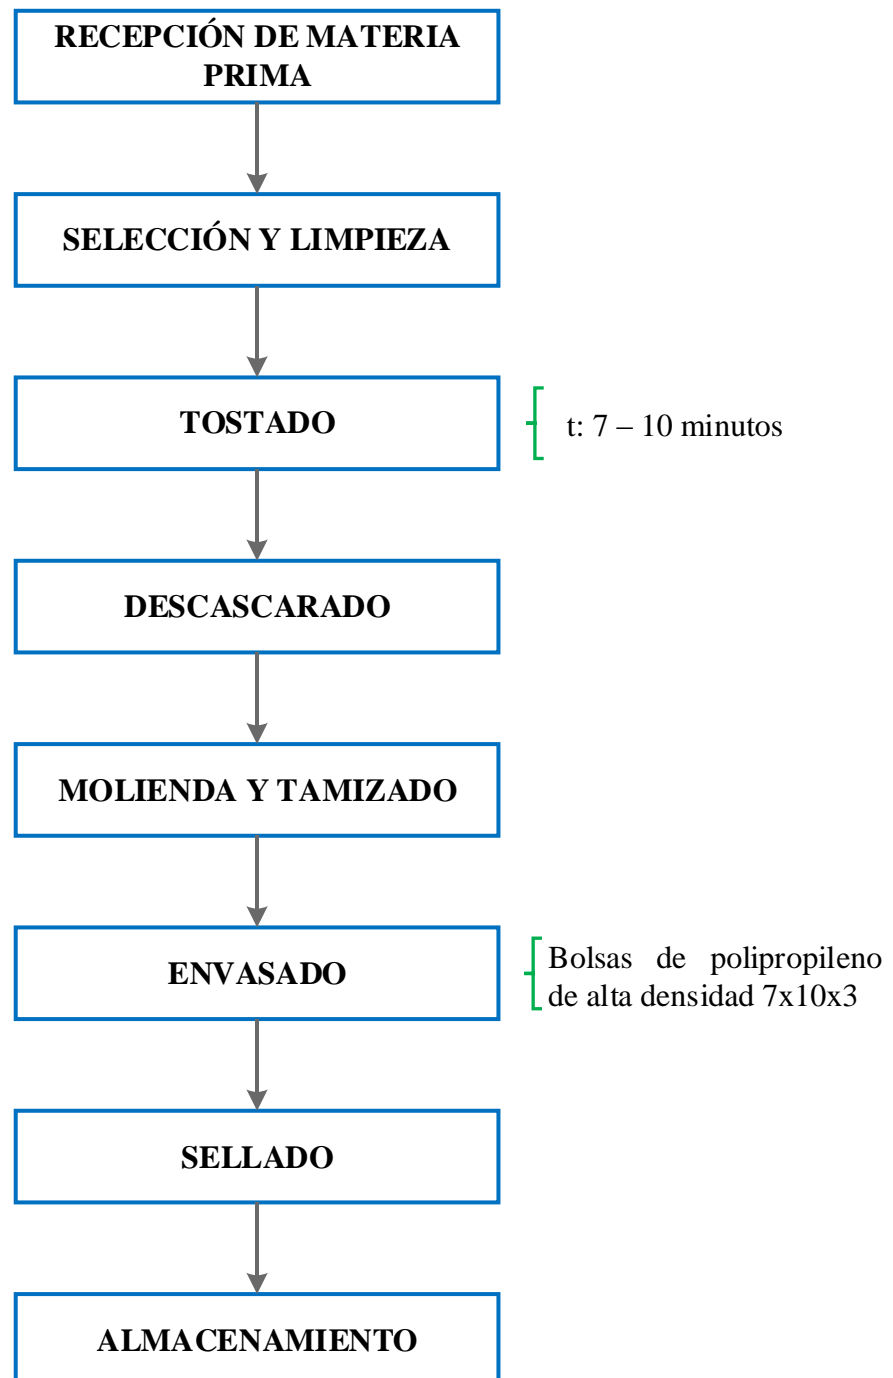 RECEPCIÓN DE MATERIA
PRIMA
SELECCIÓN Y LIMPIEZA
TOSTADO
t: 7 – 10 minutos
DESCASCARADO
MOLIENDA Y TAMIZADO
ENVASADO
Bolsas de polipropileno
de alta densidad 7x10x3
SELLADO
ALMACENAMIENTO